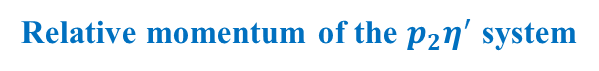 Relative momentum of the p₂η′ system